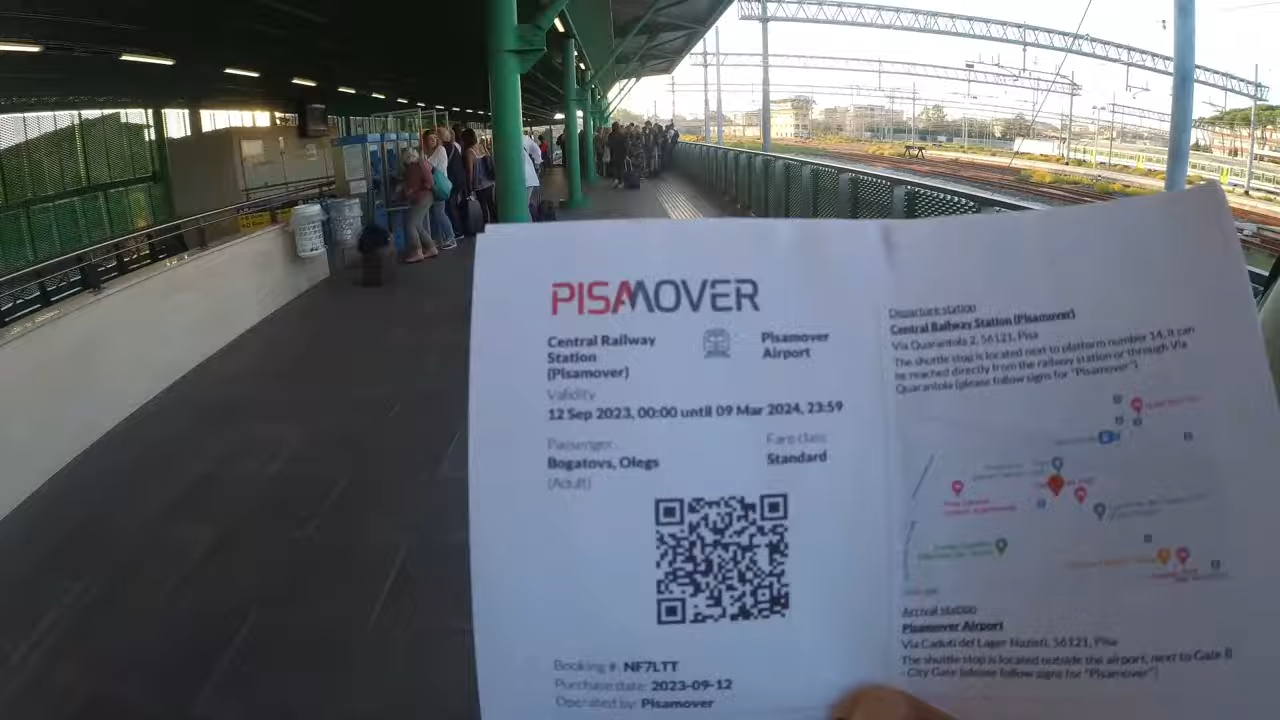 PISAMOVER
Central Railway
Station
(Pisamover)
Pisamover
Airport
Validity
12 Sep 2023, 00:00 until 09 Mar 2024, 23:59
Passenger
Bogatovs, Olegs
(Adult)
Fare class
Standard
Booking #: NF7LTT
Purchase date: 2023-09-12
Operated by: Pisamover
Departure station
Central Railway Station (Pisamover)
Via Quarantola 2, 56121, Pisa
The shuttle stop is located next to platform number 14, it can
be reached directly from the railway station or through Via
Quarantola (please follow signs for "Pisamover")
Arrival station
Pisamover Airport
Via Caduti del Lager Nazisti, 56121, Pisa
The shuttle stop is located outside the airport, next to Gate B
- City Gate (please follow signs for "Pisamover")